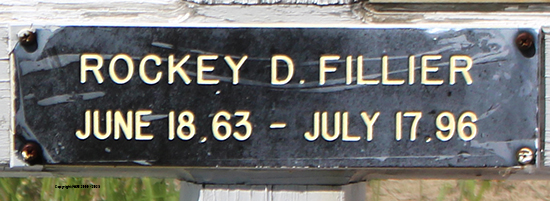 ROCKEY D. FILLIER
JUNE 18.63 - JULY 17.96